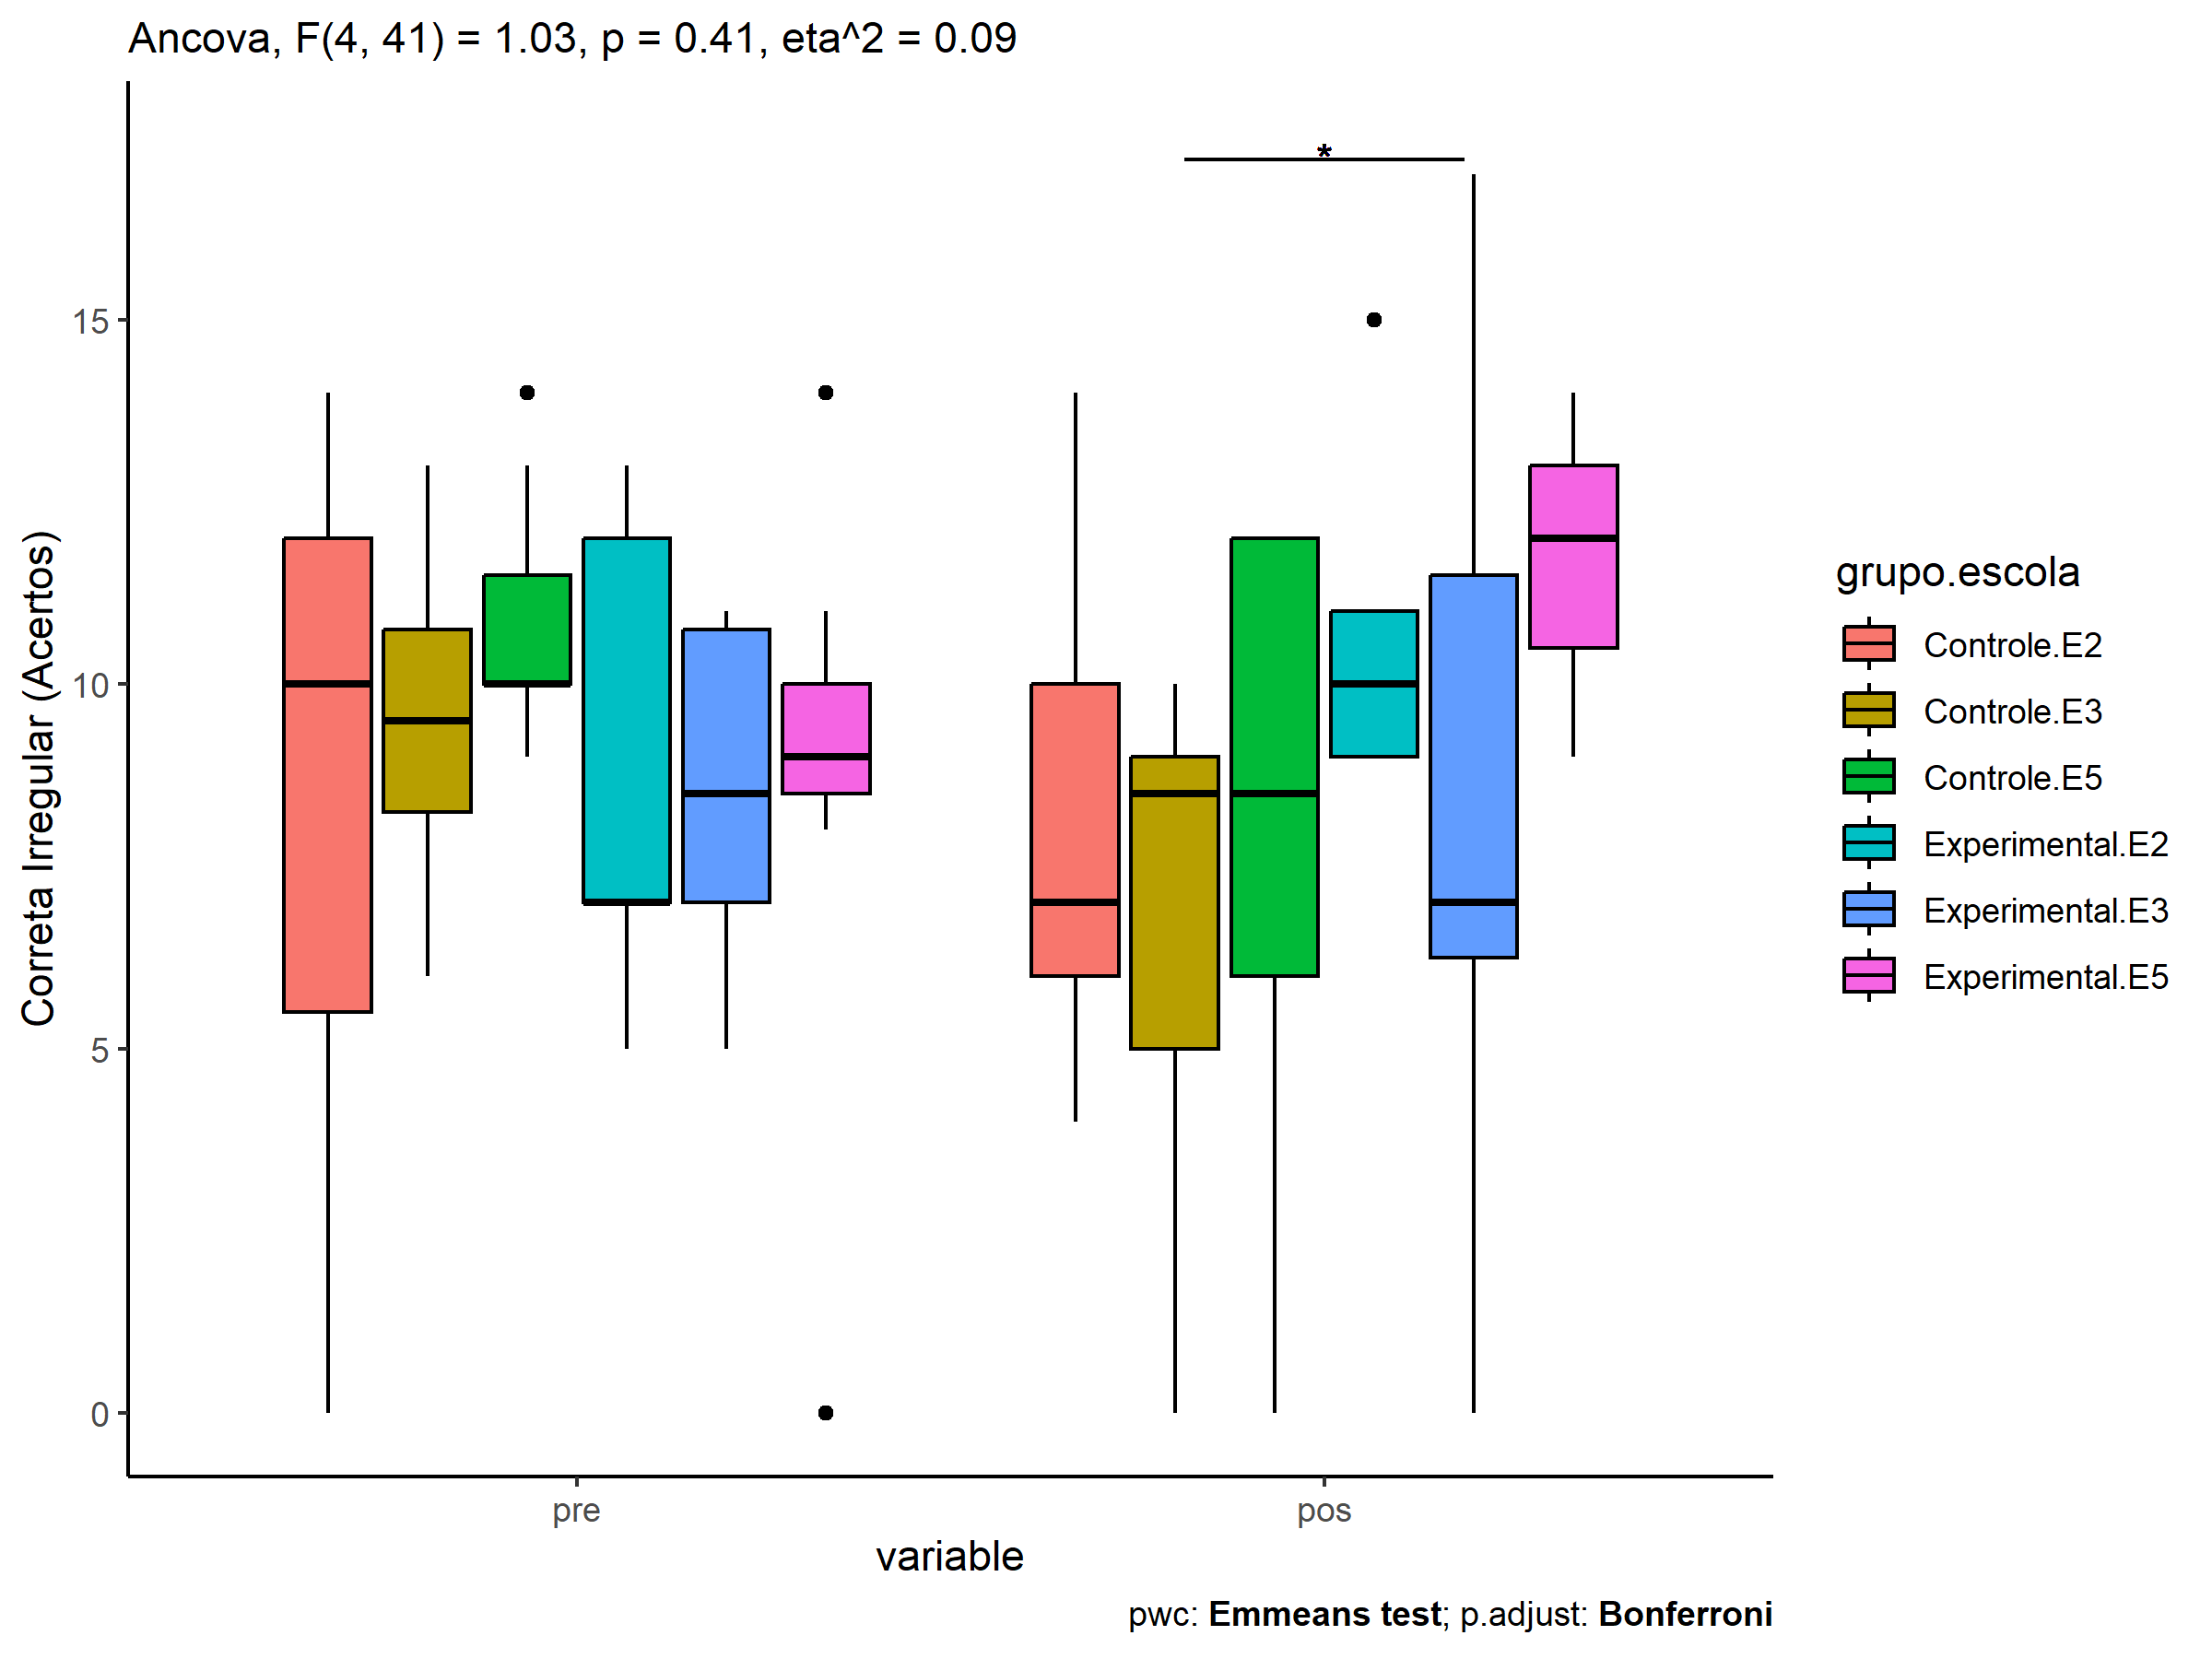 Ancova, F(4, 41) = 1.03, p = 0.41, eta^2 = 0.09
*
15
10
5
0
Correta Irregular (Acertos)
pre
pos
variable
grupo.escola
Controle.E2
Controle.E3
Controle.E5
Experimental.E2
Experimental.E3
Experimental.E5
pwc: Emmeans test; p.adjust: Bonferroni